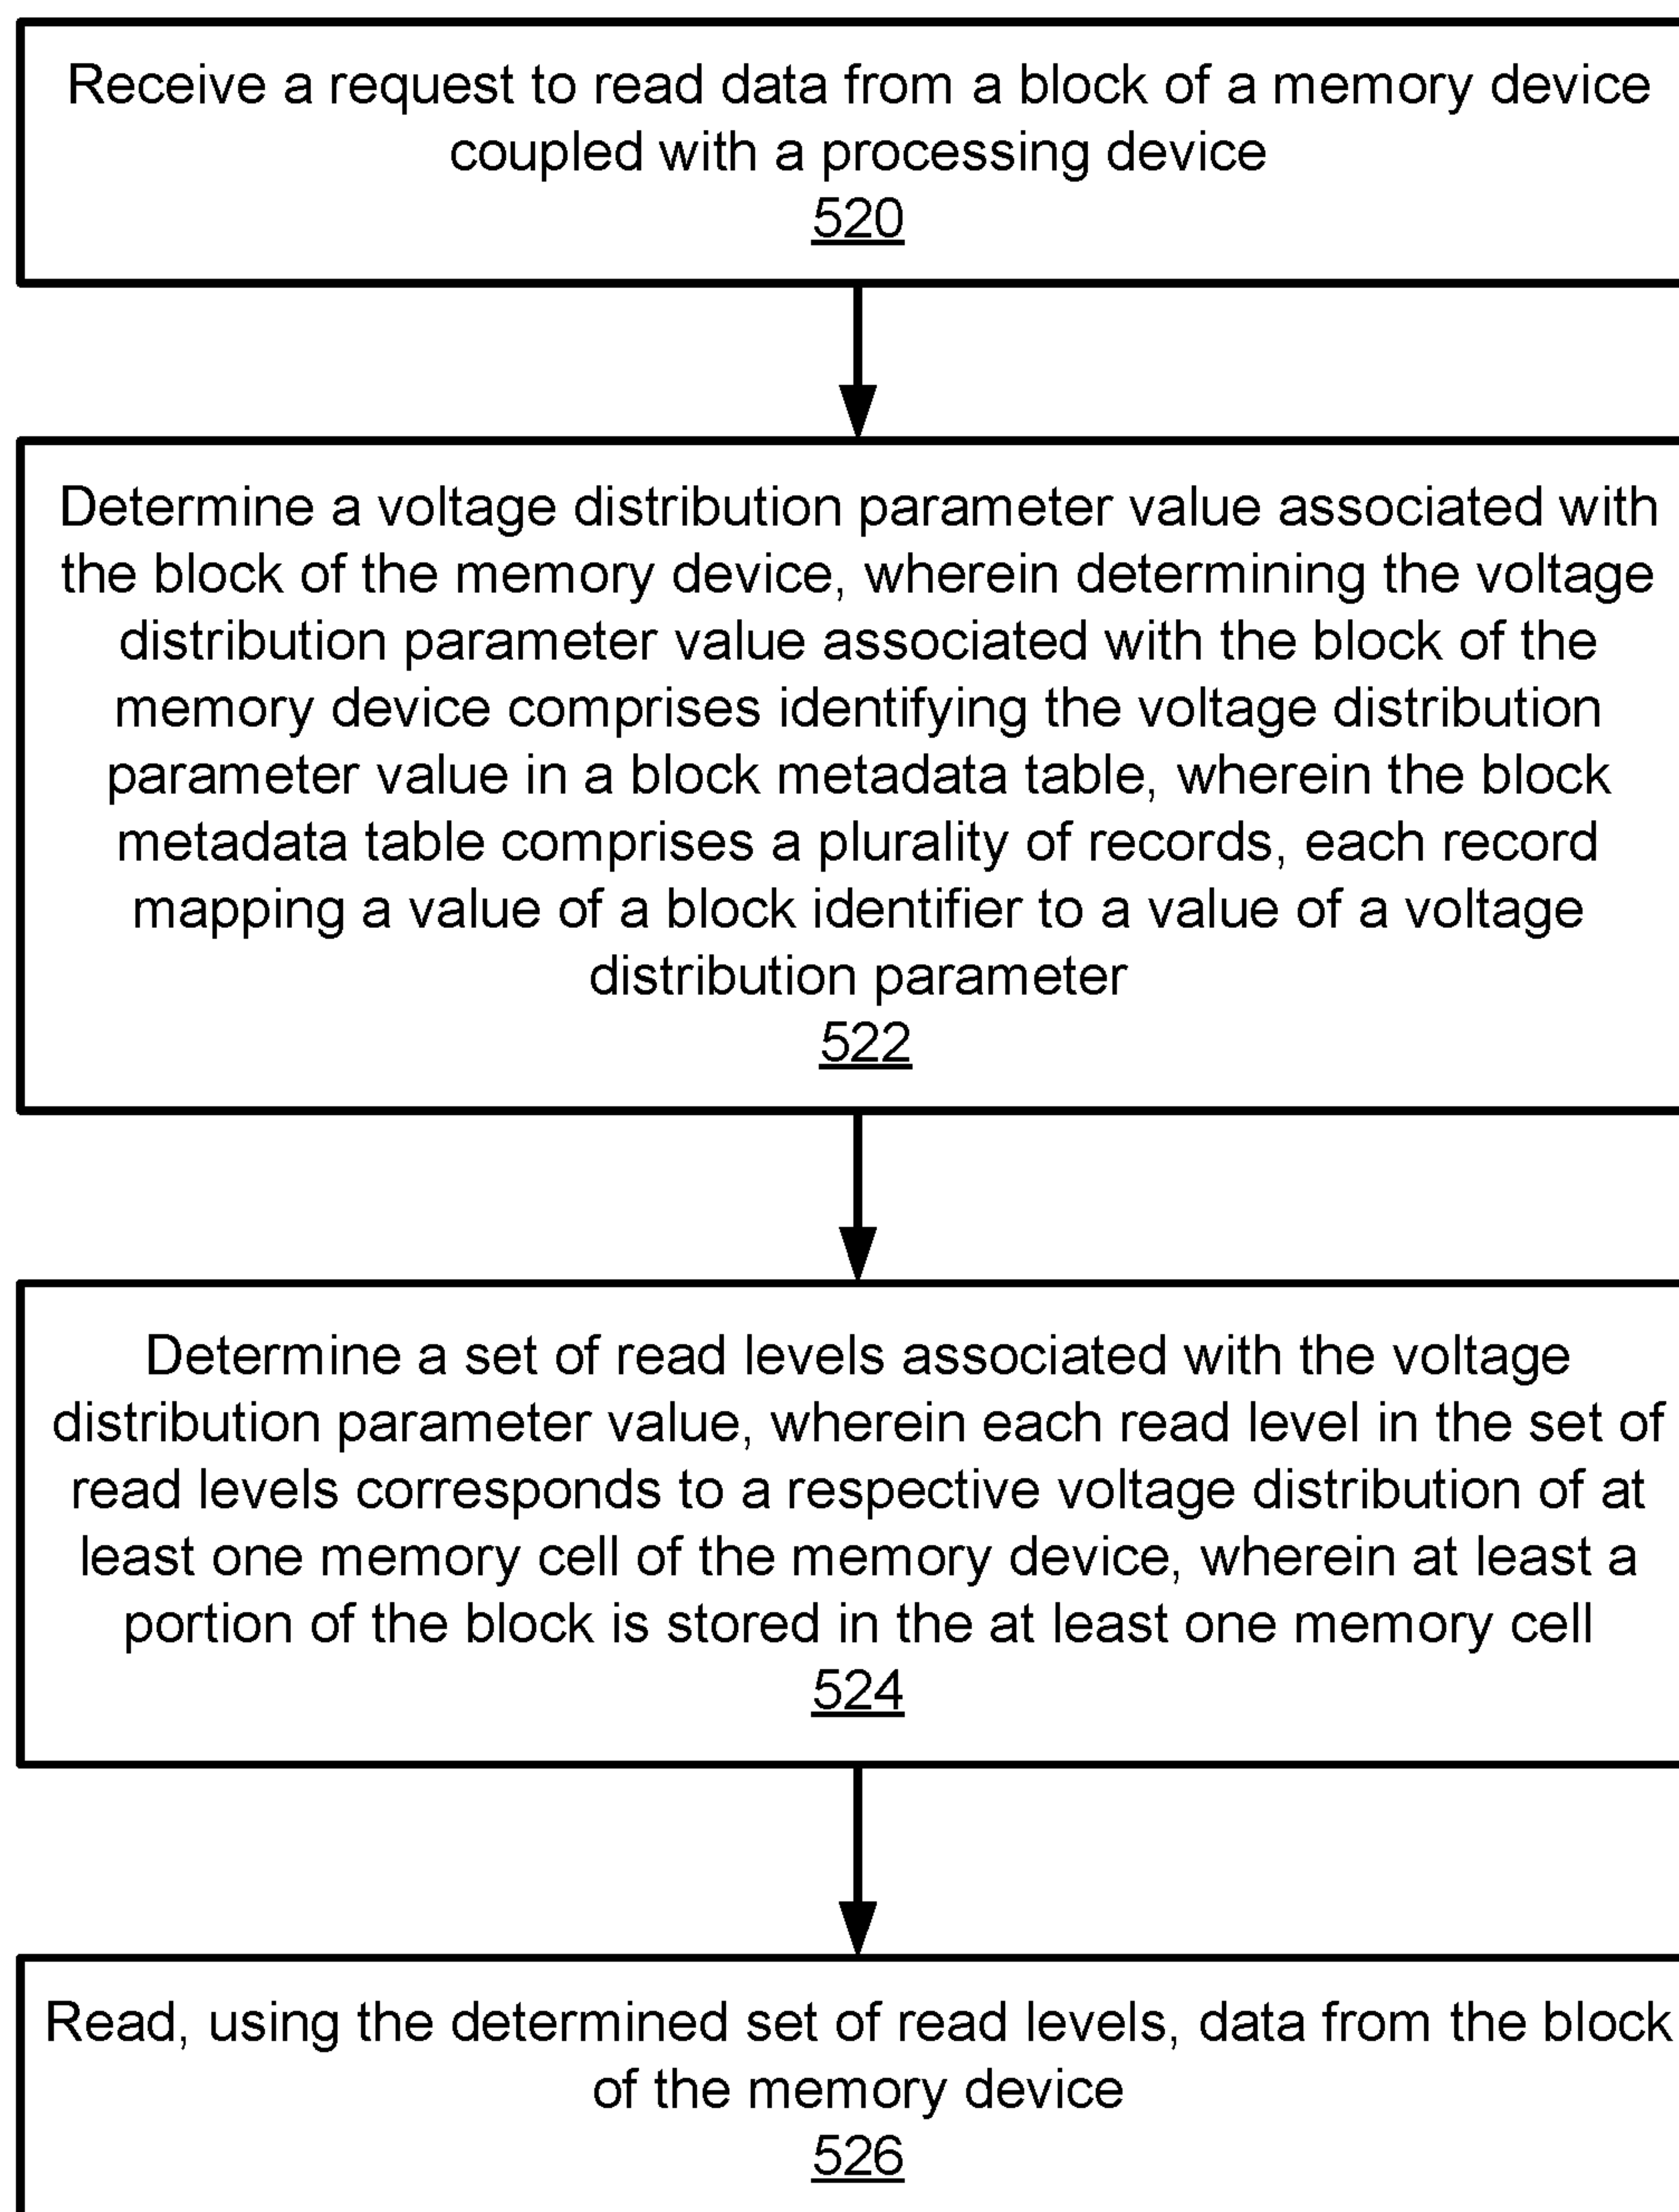 Receive a request to read data from a block of a memory device
coupled with a processing device
520
Determine a voltage distribution parameter value associated with
the block of the memory device, wherein determining the voltage
distribution parameter value associated with the block of the
memory device comprises identifying the voltage distribution
parameter value in a block metadata table, wherein the block
metadata table comprises a plurality of records, each record
mapping a value of a block identifier to a value of a voltage
distribution parameter
522
Determine a set of read levels associated with the voltage
distribution parameter value, wherein each read level in the set of
read levels corresponds to a respective voltage distribution of at
least one memory cell of the memory device, wherein at least a
portion of the block is stored in the at least one memory cell
524
Read, using the determined set of read levels, data from the block
of the memory device
526